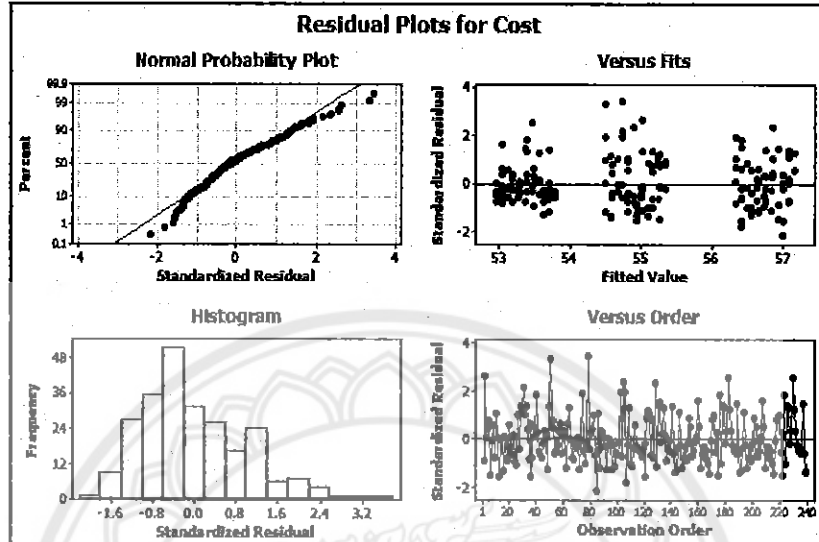 Residual Plots for Cost
Normal Probability Plot
Versus Fits
99.9
99
90
50
10
1
0.1
Percent
-4 -2 0 2 4
Standardized Residual
4
2
0
-2
Standardized Residual
53 54 55 56 57
Fitted Value
Histogram
Versus Order
48
36
24
12
0
Frequency
-1.6 -0.8 0.0 0.8 1.6 2.4 3.2
Standardized Residual
4
2
0
-2
Standardized Residual
1 20 40 60 80 100 120 140 160 180 200 220 240
Observation Order